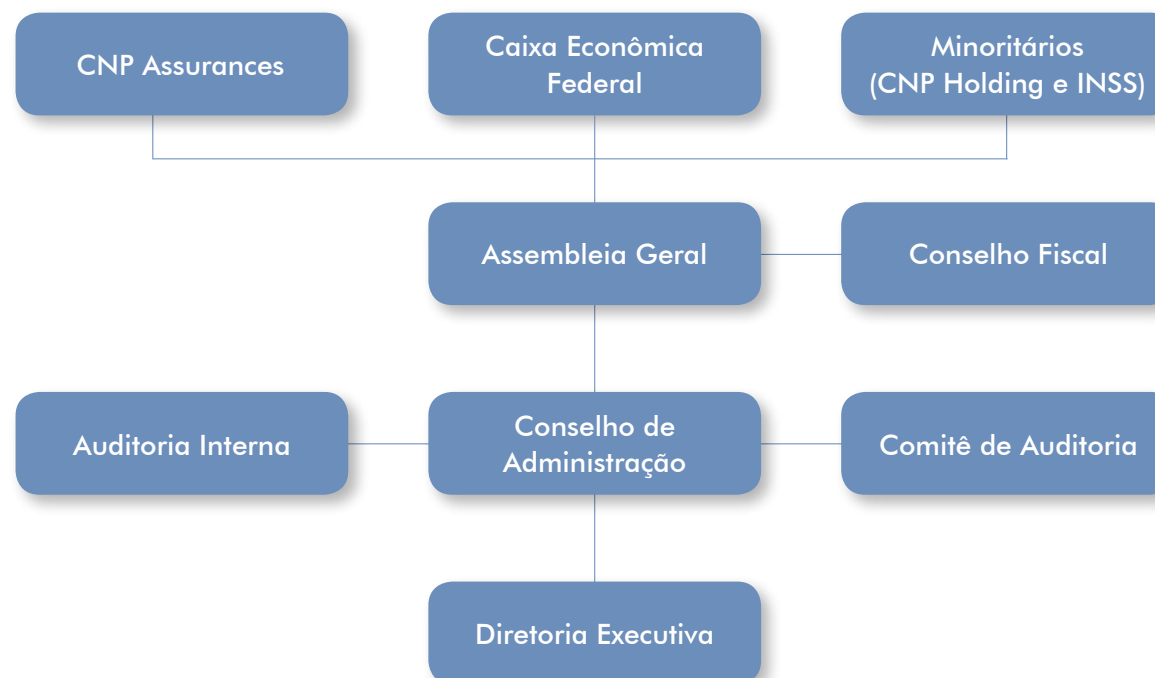 CNP Assurances
Caixa Econômica
Federal
Minoritários
(CNP Holding e INSS)
Assembleia Geral
Conselho Fiscal
Auditoria Interna
Conselho de
Administração
Comitê de Auditoria
Diretoria Executiva